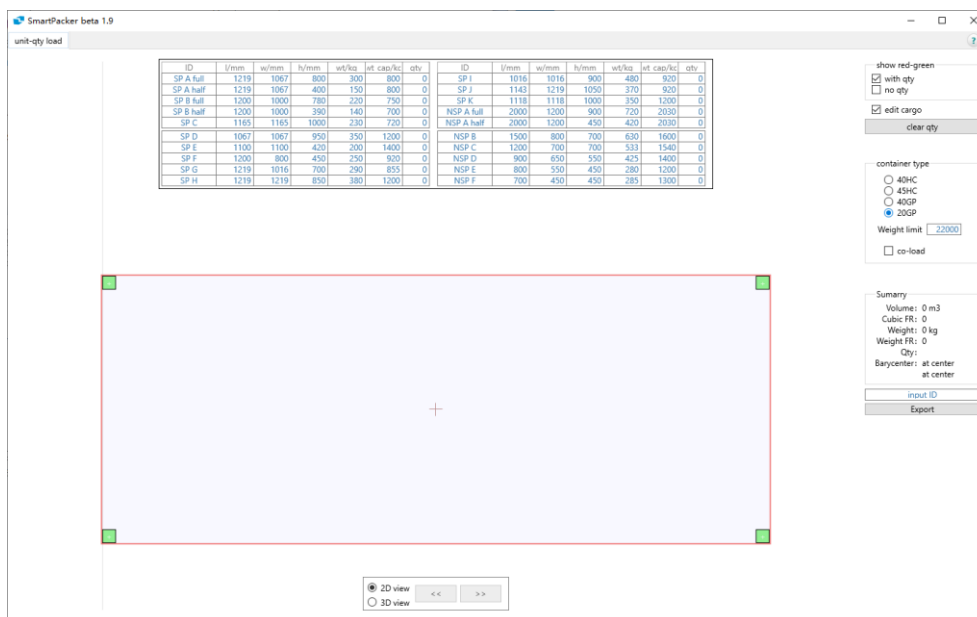 SmartPacker beta 1.9
unit-qty load
ID l/mm w/mm h/mm wt/kg wt cap/kc qty ID l/mm w/mm h/mm wt/kg wt cap/kc qty
SP A full 1219 1067 800 300 800 0 SP I 1016 1016 900 480 920 0
SP A half 1219 1067 400 150 800 0 SP J 1143 1219 1050 370 920 0
SP B full 1200 1000 780 220 750 0 SP K 1118 1118 1000 350 1200 0
SP B half 1200 1000 390 140 700 0 NSP A full 2000 1200 900 720 2030 0
SP C 1165 1165 1000 230 720 0 NSP A half 2000 1200 450 420 2030 0
SP D 1067 1067 950 350 1200 0 NSP B 1500 800 700 630 1600 0
SP E 1100 1100 420 200 1400 0 NSP C 1200 700 700 533 1540 0
SP F 1200 800 450 250 920 0 NSP D 900 650 550 425 1400 0
SP G 1219 1016 700 290 855 0 NSP E 800 550 450 280 1200 0
SP H 1219 1219 850 380 1200 0 NSP F 700 450 450 285 1300 0
show red-green
with qty
no qty
edit cargo
clear qty
container type
40HC
45HC
40GP
20GP
Weight limit 22000
co-load
Sumarry
Volume: 0 m3
Cubic FR: 0
Weight: 0 kg
Weight FR: 0
Qty:
Barycenter: at center
at center
input ID
Export
2D view
3D view
<< >>